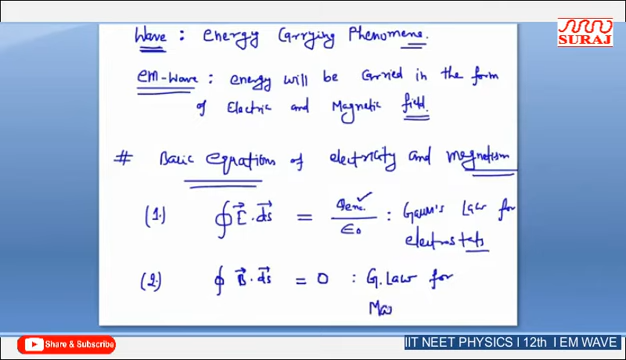 Wave : Energy Carrying Phenomena.
SURAJ
EM-Wave : energy will be Carried in the form
of Electric and Magnetic field.
# Basic equations of electricity and magnetism
(1.) ∮ E⃗ . ds⃗ = qenc. / ε0 : Gauss's Law for
electrostats
(2.) ∮ B⃗ . ds⃗ = 0 : G. Law for
Ma
Share & Subscribe
IIT NEET PHYSICS I 12th I EM WAVE